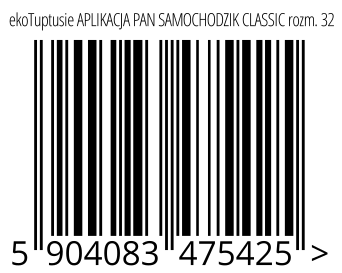 ekoTuptusie APLIKACJA PAN SAMOCHODZIK CLASSIC rozm. 32
5 904083 475425 >